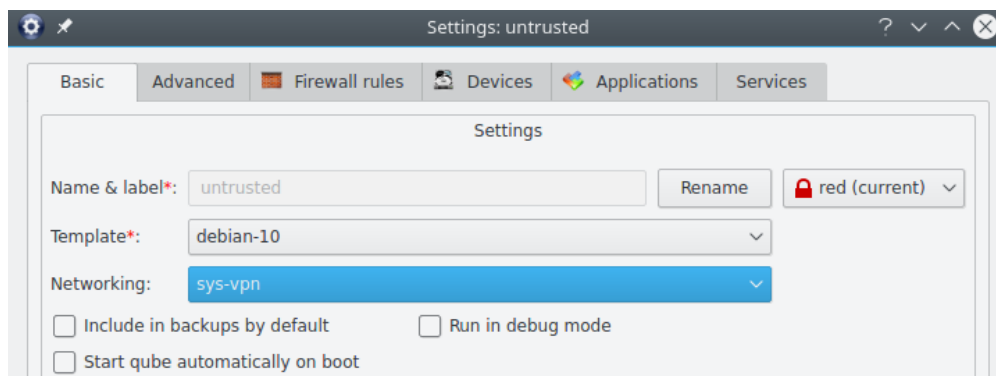 Settings: untrusted
Basic Advanced Firewall rules Devices Applications Services
Settings
Name & label*: untrusted Rename red (current)
Template*: debian-10
Networking: sys-vpn
Include in backups by default Run in debug mode
Start qube automatically on boot